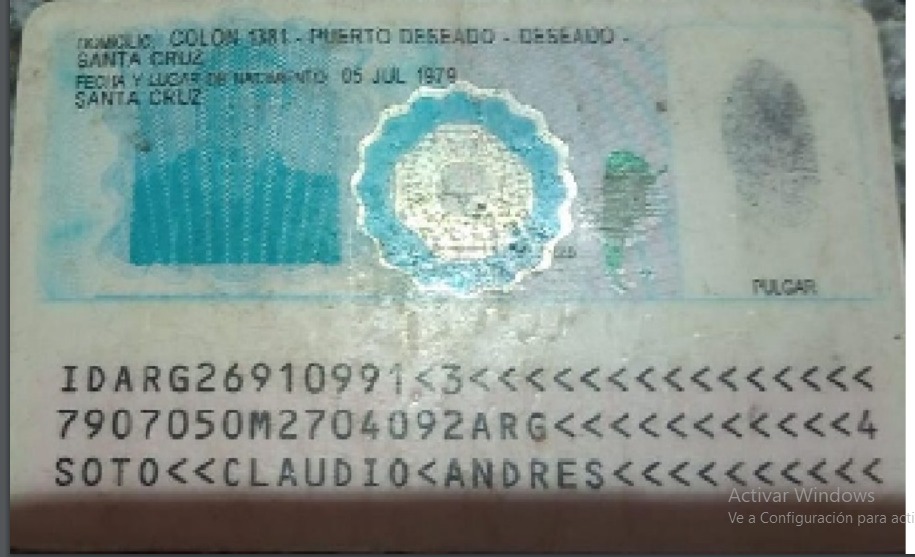 DOMICILIO: COLON 1381 - PUERTO DESEADO - DESEADO -
SANTA CRUZ
FECHA Y LUGAR DE NACIMIENTO: 05 JUL 1979
SANTA CRUZ
PULGAR
IDARG26910991<3<<<<<<<<<<<<<<<
7907050M2704092ARG<<<<<<<<<<<4
SOTO<<CLAUDIO<ANDRES<<<<<<<<<<
Activar Windows
Ve a Configuración para acti